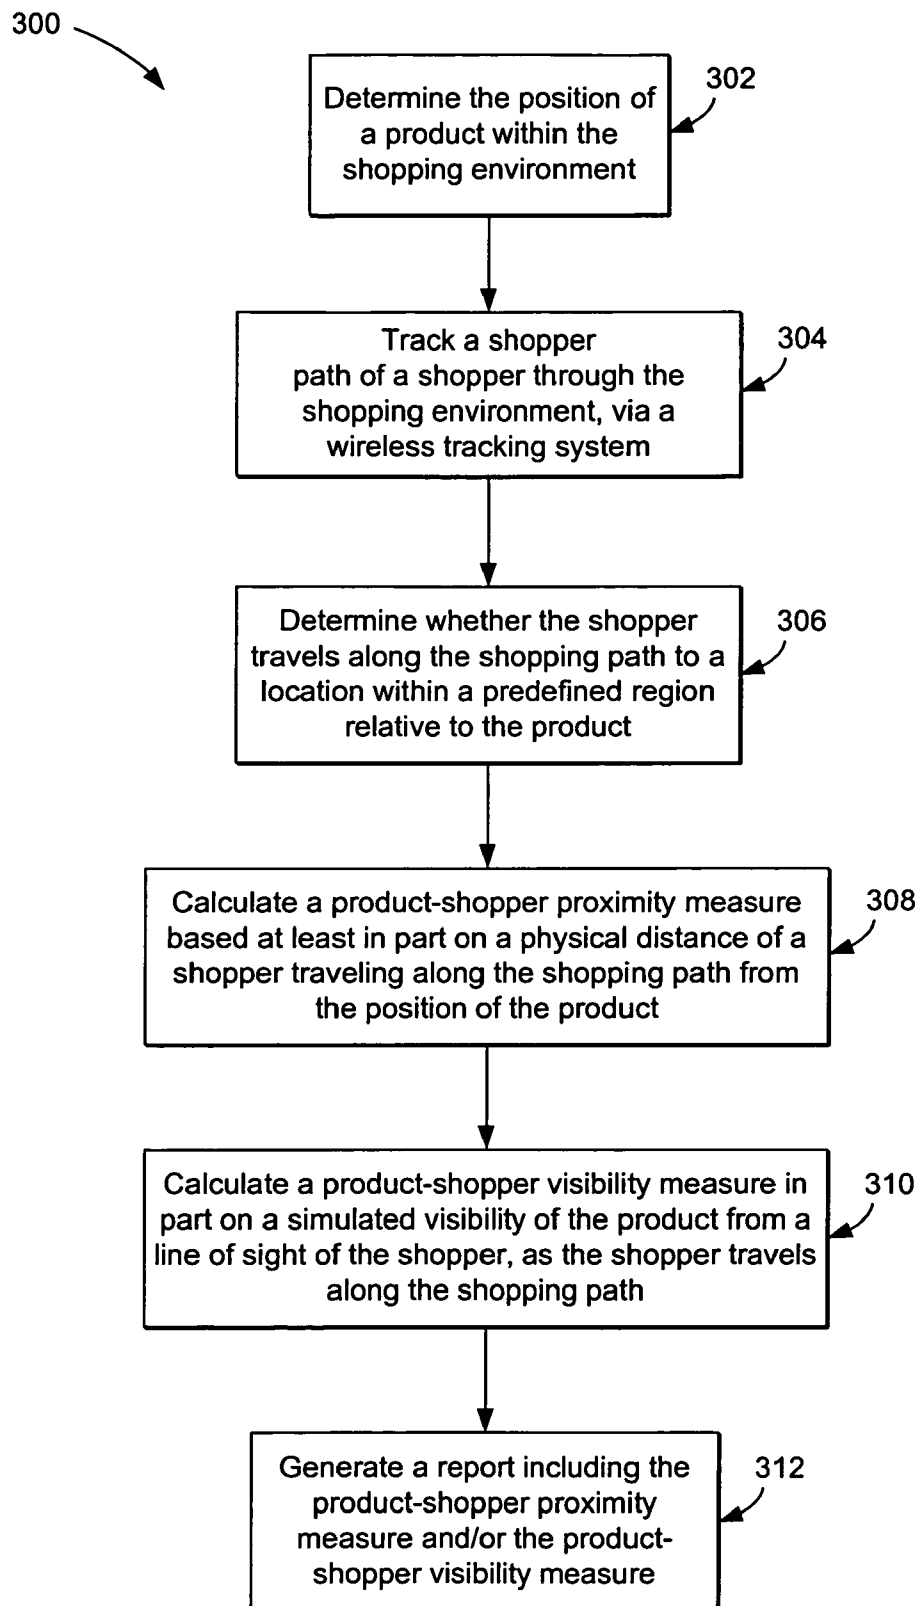 300
Determine the position of
a product within the
shopping environment
302
Track a shopper
path of a shopper through the
shopping environment, via a
wireless tracking system
304
Determine whether the shopper
travels along the shopping path to a
location within a predefined region
relative to the product
306
Calculate a product-shopper proximity measure
based at least in part on a physical distance of a
shopper traveling along the shopping path from
the position of the product
308
Calculate a product-shopper visibility measure in
part on a simulated visibility of the product from a
line of sight of the shopper, as the shopper travels
along the shopping path
310
Generate a report including the
product-shopper proximity
measure and/or the product-
shopper visibility measure
312